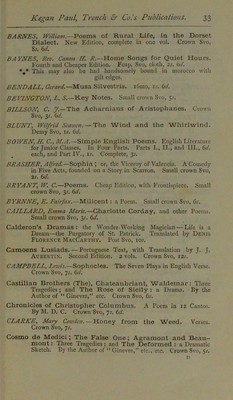 Kegan Paul, Trench & Co.'s Publications. 33
BARNES, William.—Poems of Rural Life, in the Dorset
Dialect. New Edition, complete in one vol. Crown 8vo,
8s. 6d.
BAYNES, Rev. Canon H. R.—Home Songs for Quiet Hours.
Fourth and Cheaper Edition. Fcap. 8vo, cloth, 2s. 6d.
*** This may also be had handsomely bound in morocco with
gilt edges.
BENDALL, Gerard.—Musa Silvestris. 16mo, 1s. 6d.
BEVINGTON, L. S.—Key Notes. Small crown 8vo, 5s.
BILLSON, C. J.—The Acharnians of Aristophanes. Crown
8vo, 3s. 6d.
BLUNT, Wilfrid Scawen.—The Wind and the Whirlwind.
Demy 8vo, 1s. 6d.
BOWEN, H. C., M.A.—Simple English Poems. English Literature
for Junior Classes. In Four Parts. Parts I., II., and III., 6d.
each, and Part IV., 1s. Complete, 3s.
BRASHER, Alfred.—Sophia; or, the Viceroy of Valencia. A Comedy
in Five Acts, founded on a Story in Scarron. Small crown 8vo,
2s. 6d.
BRYANT, W. C.—Poems. Cheap Edition, with Frontispiece. Small
crown 8vo, 3s. 6d.
BYRNNE, E. Fairfax.—Milicent: a Poem. Small crown 8vo, 6s.
CAILLARD, Emma Marie.—Charlotte Corday, and other Poems.
Small crown 8vo, 3s. 6d.
Calderon's Dramas: the Wonder-Working Magician—Life is a
Dream—the Purgatory of St. Patrick. Translated by DENIS
FLORENCE MACCARTHY. Post 8vo, 10s.
Camoens Lusiads.—Portuguese Text, with Translation by J. J.
AUBERTIN. Second Edition. 2 vols. Crown 8vo, 12s.
CAMPBELL, Lewis.—Sophocles. The Seven Plays in English Verse.
Crown 8vo, 7s. 6d.
Castilian Brothers (The), Chateaubriant, Waldemar: Three
Tragedies; and The Rose of Sicily: a Drama. By the
Author of "Ginevra," etc. Crown 8vo, 6s.
Chronicles of Christopher Columbus. A Poem in 12 Cantos.
By M. D. C. Crown 8vo, 7s. 6d.
CLARKE, Mary Cowden.—Honey from the Weed. Verses.
Crown 8vo, 7s.
Cosmo de Medici; The False One; Agramont and Beau-
mont: Three Tragedies; and The Deformed: a Dramatic
Sketch. By the Author of "Ginevra," etc., etc. Crown 8vo, 5s.
D